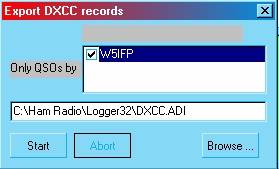 Export DXCC records
W5IFP
Only QSOs by
C:\Ham Radio\Logger32\DXCC.ADI
Start Abort Browse ...